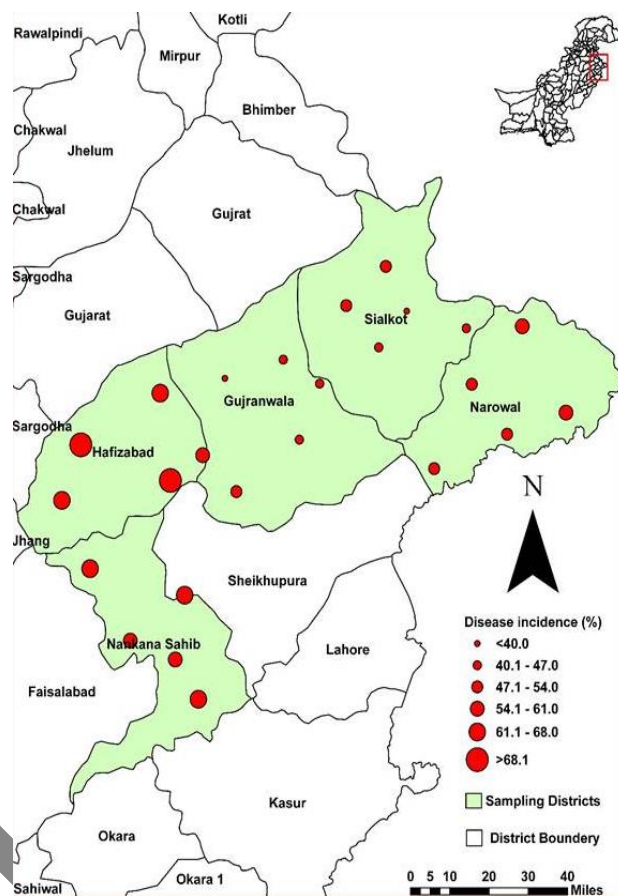 Kotli
Rawalpindi
Mirpur
Bhimber
Chakwal
Jhelum
Chakwal
Gujrat
Sargodha
Gujarat
Sialkot
Gujranwala
Narowal
Sargodha
Hafizabad
N
Jhang
Sheikhupura
Nankana Sahib
Lahore
Faisalabad
Kasur
Okara
Okara 1
Sahiwal
Disease incidence (%)
<40.0
40.1 - 47.0
47.1 - 54.0
54.1 - 61.0
61.1 - 68.0
>68.1
Sampling Districts
District Boundary
0 5 10 20 30 40
Miles